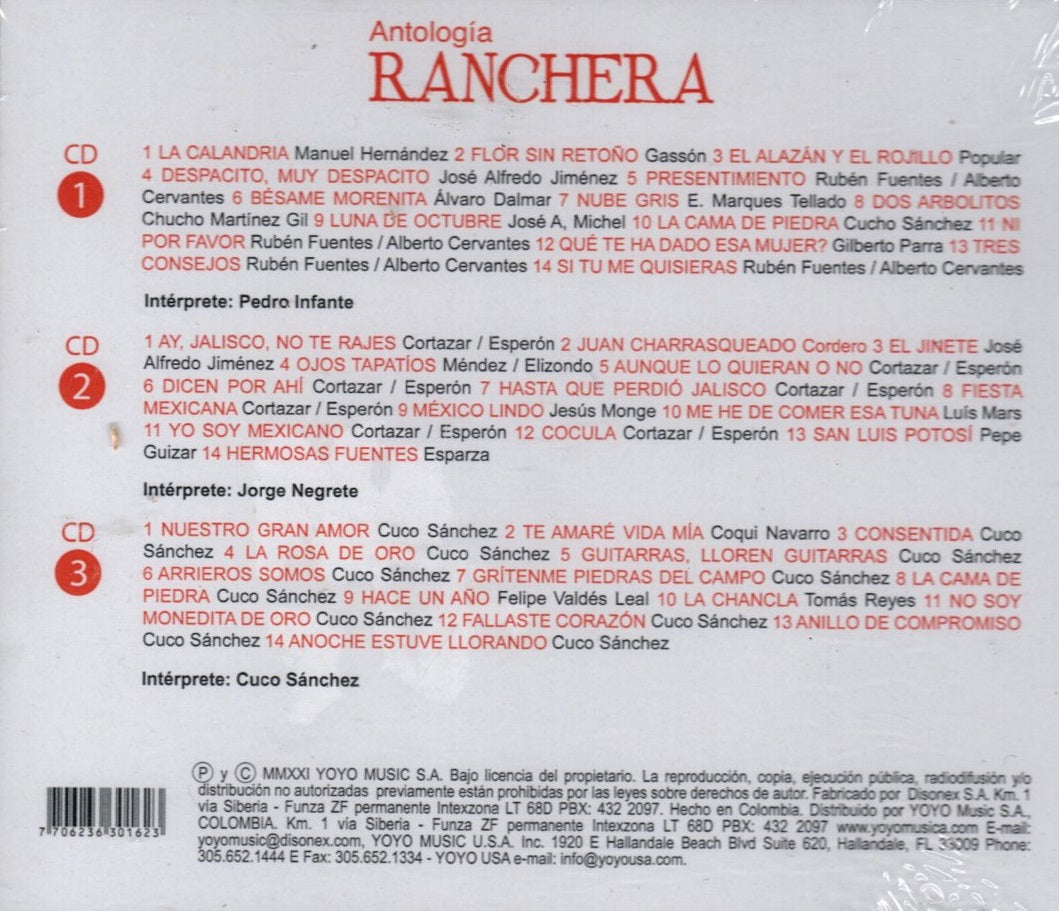 Antología
RANCHERA
CD
1
1 LA CALANDRIA Manuel Hernández 2 FLOR SIN RETOÑO Gassón 3 EL ALAZÁN Y EL ROJILLO Popular
4 DESPACITO, MUY DESPACITO José Alfredo Jiménez 5 PRESENTIMIENTO Rubén Fuentes / Alberto
Cervantes 6 BÉSAME MORENITA Álvaro Dalmar 7 NUBE GRIS E. Marques Tellado 8 DOS ARBOLITOS
Chucho Martínez Gil 9 LUNA DE OCTUBRE José A, Michel 10 LA CAMA DE PIEDRA Cucho Sánchez 11 NI
POR FAVOR Rubén Fuentes / Alberto Cervantes 12 QUÉ TE HA DADO ESA MUJER? Gilberto Parra 13 TRES
CONSEJOS Rubén Fuentes / Alberto Cervantes 14 SI TU ME QUISIERAS Rubén Fuentes / Alberto Cervantes
Intérprete: Pedro Infante
CD
2
1 AY, JALISCO, NO TE RAJES Cortazar / Esperón 2 JUAN CHARRASQUEADO Cordero 3 EL JINETE José
Alfredo Jiménez 4 OJOS TAPATÍOS Méndez / Elizondo 5 AUNQUE LO QUIERAN O NO Cortazar / Esperón
6 DICEN POR AHÍ Cortazar / Esperón 7 HASTA QUE PERDIÓ JALISCO Cortazar / Esperón 8 FIESTA
MEXICANA Cortazar / Esperón 9 MÉXICO LINDO Jesús Monge 10 ME HE DE COMER ESA TUNA Luís Mars
11 YO SOY MEXICANO Cortazar / Esperón 12 COCULA Cortazar / Esperón 13 SAN LUIS POTOSÍ Pepe
Guizar 14 HERMOSAS FUENTES Esparza
Intérprete: Jorge Negrete
CD
3
1 NUESTRO GRAN AMOR Cuco Sánchez 2 TE AMARÉ VIDA MÍA Coqui Navarro 3 CONSENTIDA Cuco
Sánchez 4 LA ROSA DE ORO Cuco Sánchez 5 GUITARRAS, LLOREN GUITARRAS Cuco Sánchez
6 ARRIEROS SOMOS Cuco Sánchez 7 GRÍTENME PIEDRAS DEL CAMPO Cuco Sánchez 8 LA CAMA DE
PIEDRA Cuco Sánchez 9 HACE UN AÑO Felipe Valdés Leal 10 LA CHANCLA Tomás Reyes 11 NO SOY
MONEDITA DE ORO Cuco Sánchez 12 FALLASTE CORAZÓN Cuco Sánchez 13 ANILLO DE COMPROMISO
Cuco Sánchez 14 ANOCHE ESTUVE LLORANDO Cuco Sánchez
Intérprete: Cuco Sánchez
Ⓟ y Ⓒ MMXXI YOYO MUSIC S.A. Bajo licencia del propietario. La reproducción, copia, ejecución pública, radiodifusión y/o
distribución no autorizadas previamente están prohibidas por las leyes sobre derechos de autor. Fabricado por Disonex S.A. Km. 1
vía Siberia - Funza ZF permanente Intexzona LT 68D PBX: 432 2097. Hecho en Colombia. Distribuido por YOYO Music S.A.,
COLOMBIA. Km. 1 vía Siberia - Funza ZF permanente Intexzona LT 68D PBX: 432 2097 www.yoyomusica.com E-mail:
yoyomusic@disonex.com, YOYO MUSIC U.S.A. Inc. 1920 E Hallandale Beach Blvd Suite 620, Hallandale, FL 33009 Phone:
305.652.1444 E Fax: 305.652.1334 - YOYO USA e-mail: info@yoyousa.com.
7 706236 301623